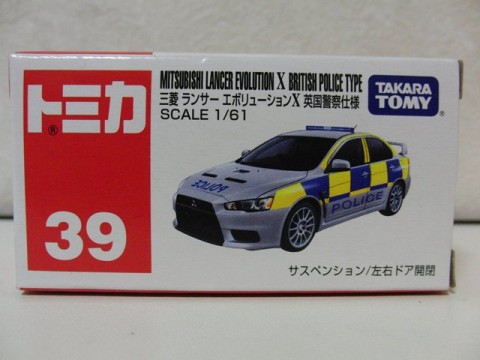 トミカ
®
39
MITSUBISHI LANCER EVOLUTION X BRITISH POLICE TYPE
三菱 ランサー エボリューションX 英国警察仕様
SCALE 1/61
TAKARA
TOMY
POLICE
POLICE
サスペンション/左右ドア開閉